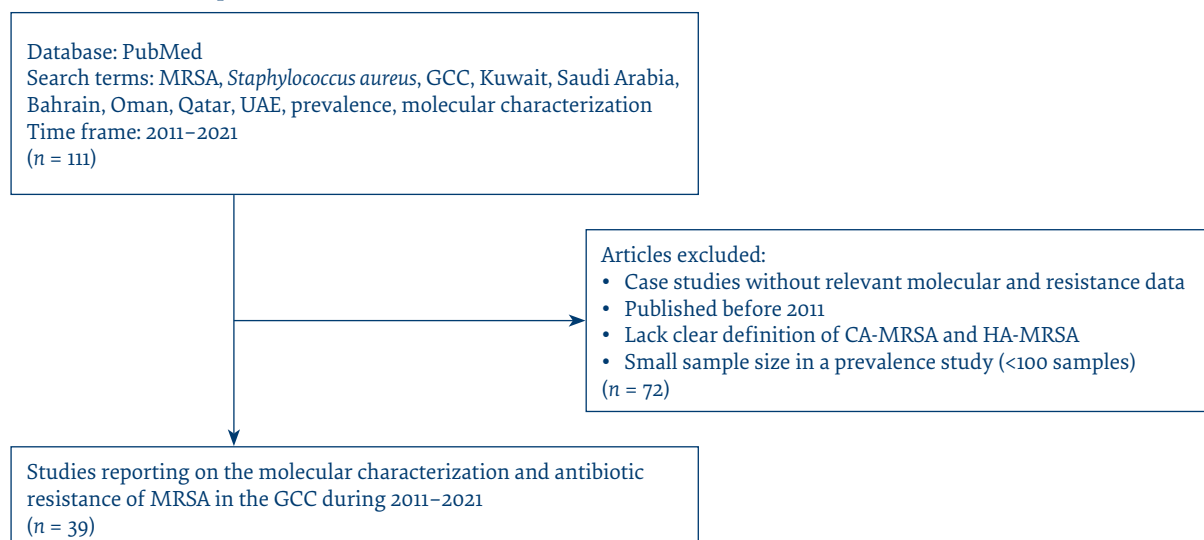 Database: PubMed
Search terms: MRSA, Staphylococcus aureus, GCC, Kuwait, Saudi Arabia,
Bahrain, Oman, Qatar, UAE, prevalence, molecular characterization
Time frame: 2011–2021
(n = 111)
Articles excluded:
• Case studies without relevant molecular and resistance data
• Published before 2011
• Lack clear definition of CA-MRSA and HA-MRSA
• Small sample size in a prevalence study (<100 samples)
(n = 72)
Studies reporting on the molecular characterization and antibiotic
resistance of MRSA in the GCC during 2011–2021
(n = 39)